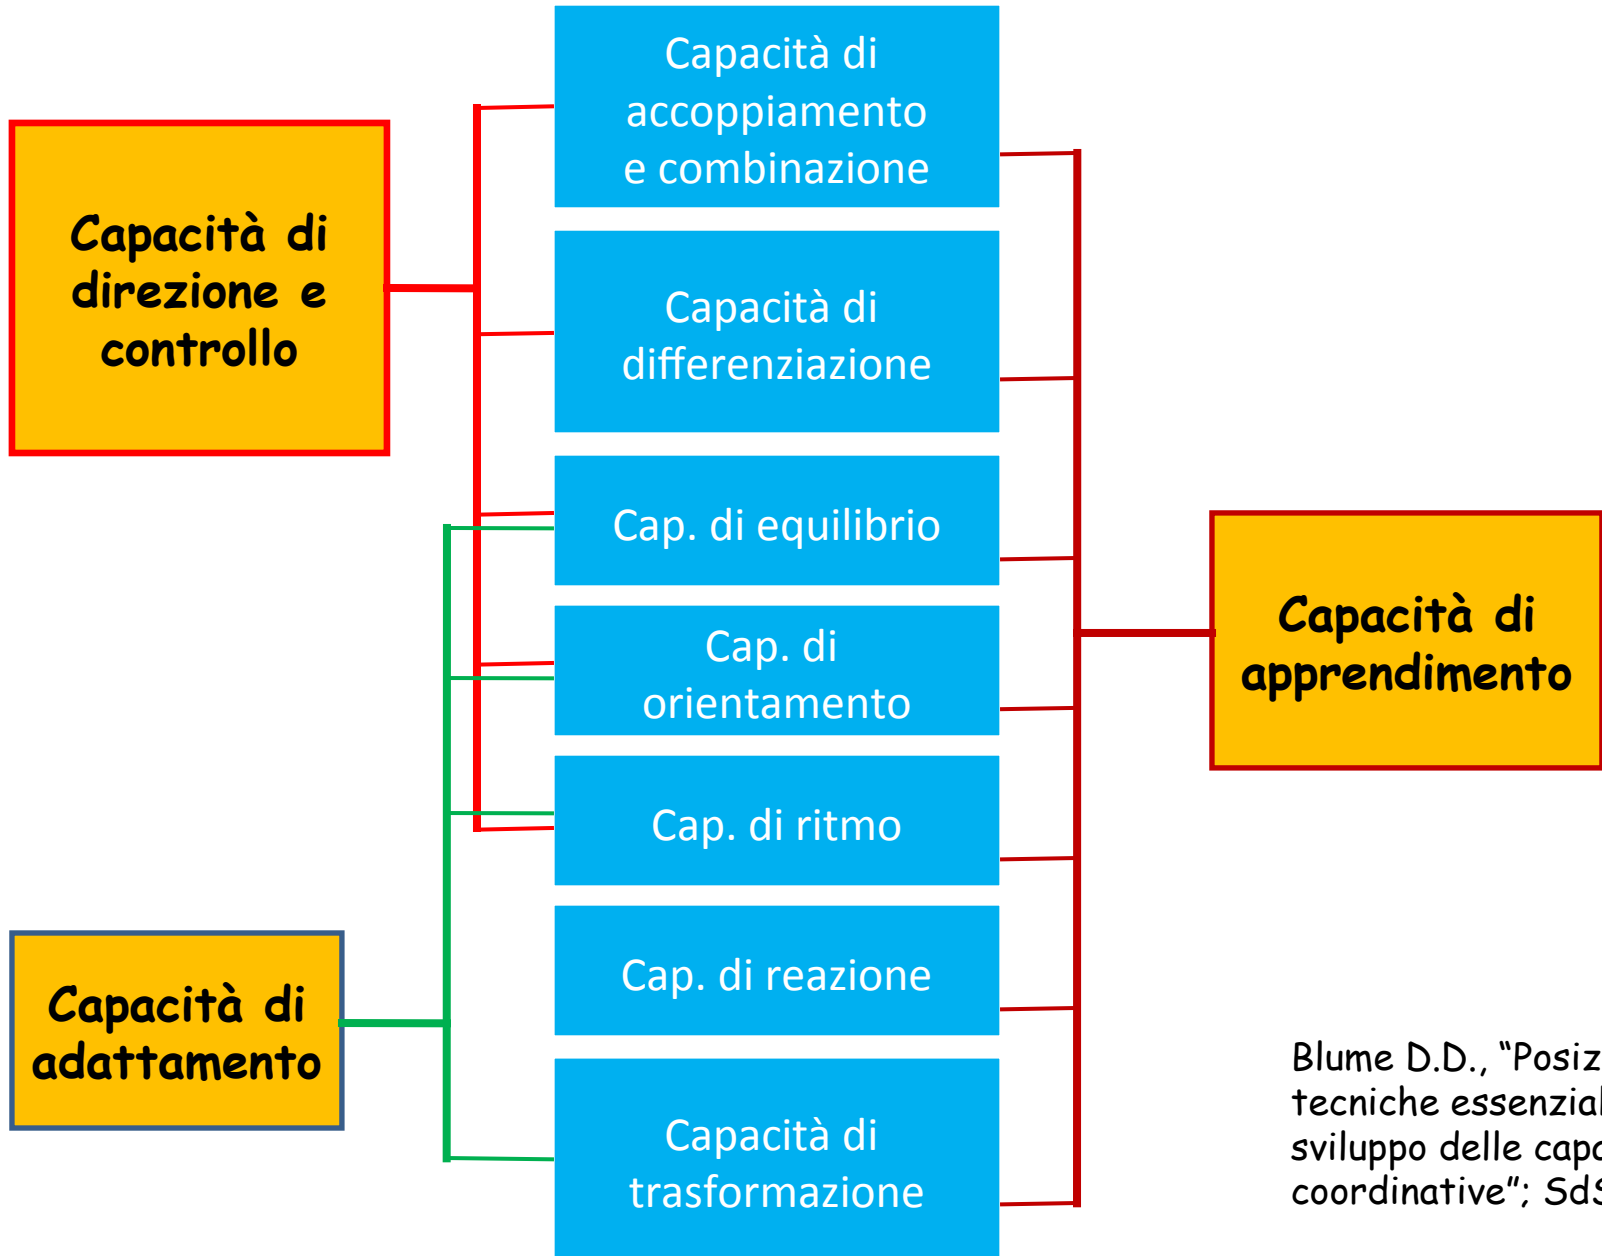 Capacità di
direzione e
controllo
Capacità di
adattamento
Capacità di
accoppiamento
e combinazione
Capacità di
differenziazione
Cap. di equilibrio
Cap. di
orientamento
Cap. di ritmo
Cap. di reazione
Capacità di
trasformazione
Capacità di
apprendimento
Blume D.D., “Posiz
tecniche essenzial
sviluppo delle capa
coordinative”; SdS